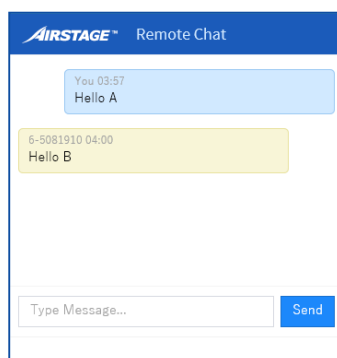 AIRSTAGE™ Remote Chat
You 03:57
Hello A
6-5081910 04:00
Hello B
Type Message...
Send